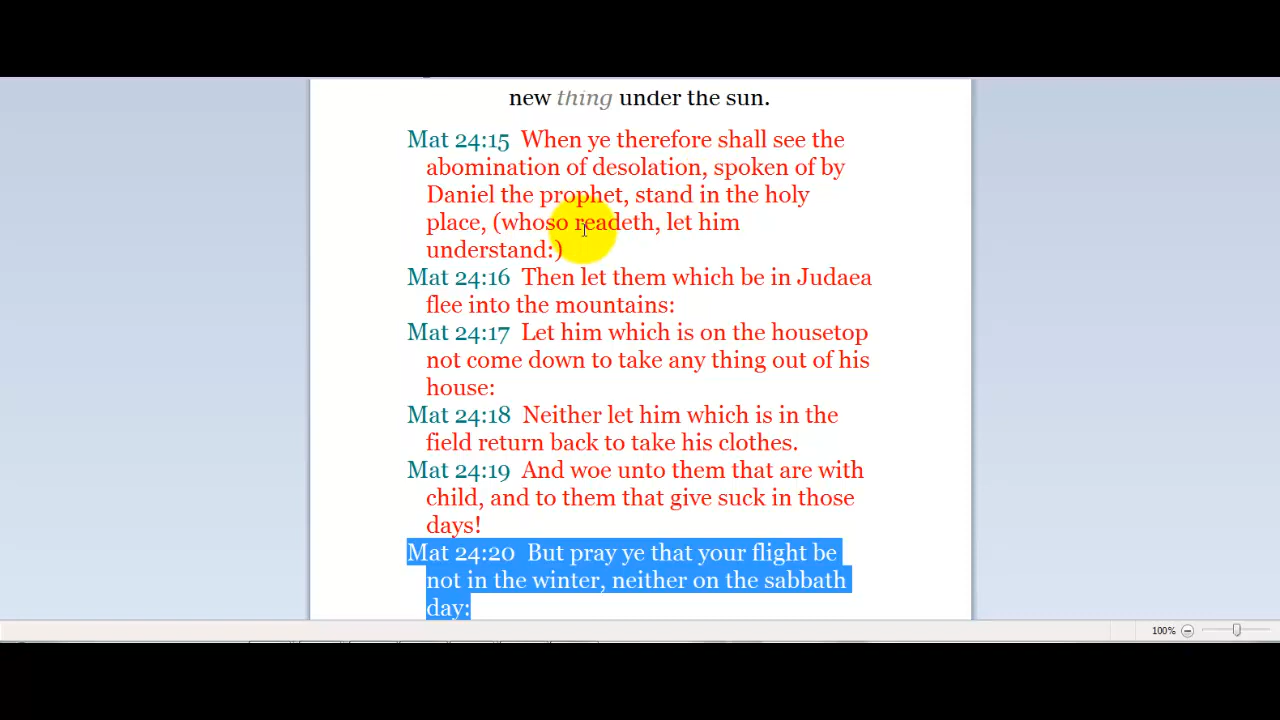 new thing under the sun.
Mat 24:15 When ye therefore shall see the
abomination of desolation, spoken of by
Daniel the prophet, stand in the holy
place, (whoso readeth, let him
understand:)
Mat 24:16 Then let them which be in Judaea
flee into the mountains:
Mat 24:17 Let him which is on the housetop
not come down to take any thing out of his
house:
Mat 24:18 Neither let him which is in the
field return back to take his clothes.
Mat 24:19 And woe unto them that are with
child, and to them that give suck in those
days!
Mat 24:20 But pray ye that your flight be
not in the winter, neither on the sabbath
day:
100%